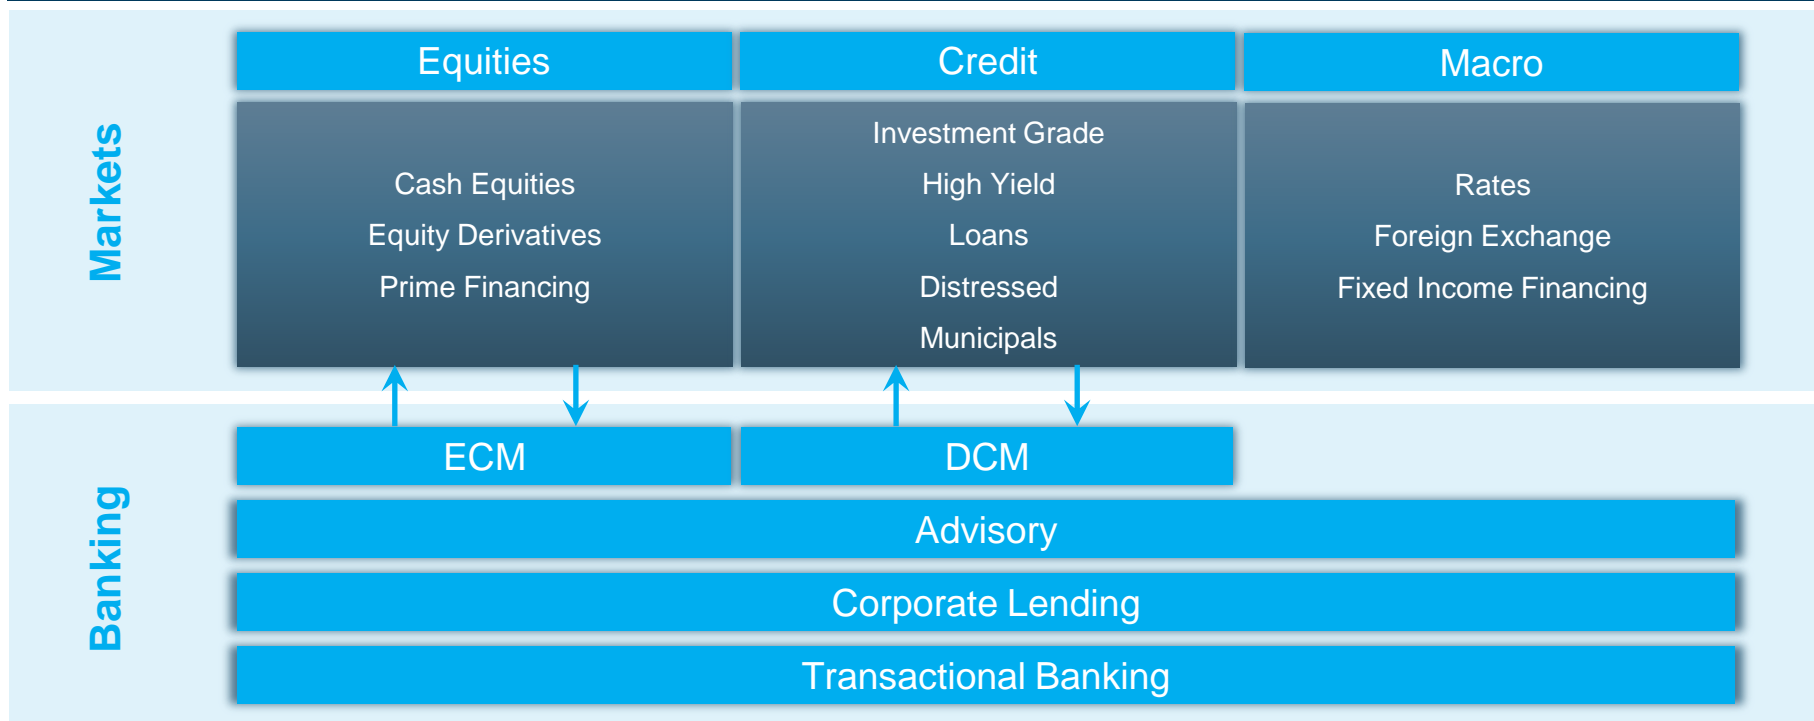 Markets
Equities
Cash Equities
Equity Derivatives
Prime Financing
Credit
Investment Grade
High Yield
Loans
Distressed
Municipals
Macro
Rates
Foreign Exchange
Fixed Income Financing
Banking
ECM
DCM
Advisory
Corporate Lending
Transactional Banking